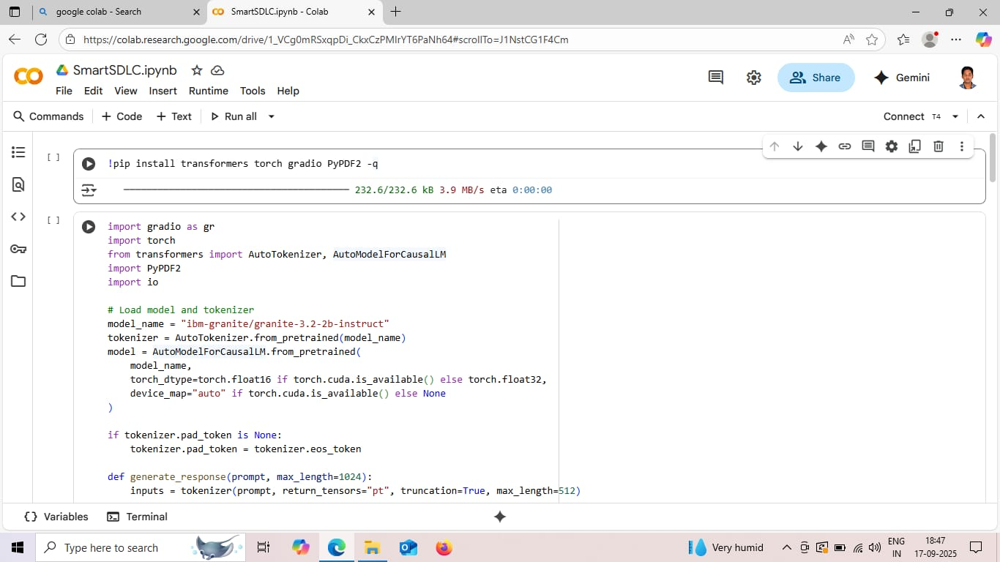 google colab - Search
SmartSDLC.ipynb - Colab
https://colab.research.google.com/drive/1_VCg0mRSxqpDi_CkxCzPMIrYT6PaNh64#scrollTo=J1NstCG1F4Cm
SmartSDLC.ipynb
File Edit View Insert Runtime Tools Help
Share
Gemini
Commands + Code + Text Run all
Connect T4
[ ]
!pip install transformers torch gradio PyPDF2 -q
232.6/232.6 kB 3.9 MB/s eta 0:00:00
[ ]
import gradio as gr
import torch
from transformers import AutoTokenizer, AutoModelForCausalLM
import PyPDF2
import io
# Load model and tokenizer
model_name = "ibm-granite/granite-3.2-2b-instruct"
tokenizer = AutoTokenizer.from_pretrained(model_name)
model = AutoModelForCausalLM.from_pretrained(
model_name,
torch_dtype=torch.float16 if torch.cuda.is_available() else torch.float32,
device_map="auto" if torch.cuda.is_available() else None
)
if tokenizer.pad_token is None:
tokenizer.pad_token = tokenizer.eos_token
def generate_response(prompt, max_length=1024):
inputs = tokenizer(prompt, return_tensors="pt", truncation=True, max_length=512)
{} Variables
Terminal
Type here to search
Very humid
ENG
IN
18:47
17-09-2025